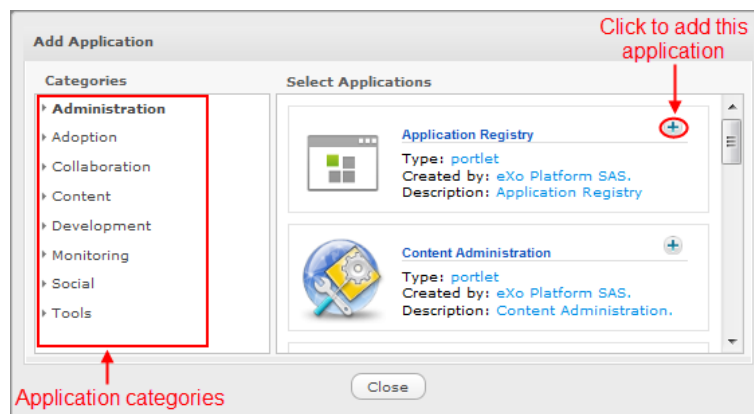 Click to add this
application
Add Application
Categories
Select Applications
Administration
Adoption
Collaboration
Content
Development
Monitoring
Social
Tools
Application Registry
Type: portlet
Created by: eXo Platform SAS.
Description: Application Registry
Content Administration
Type: portlet
Created by: eXo Platform SAS.
Description: Content Administration.
Close
Application categories